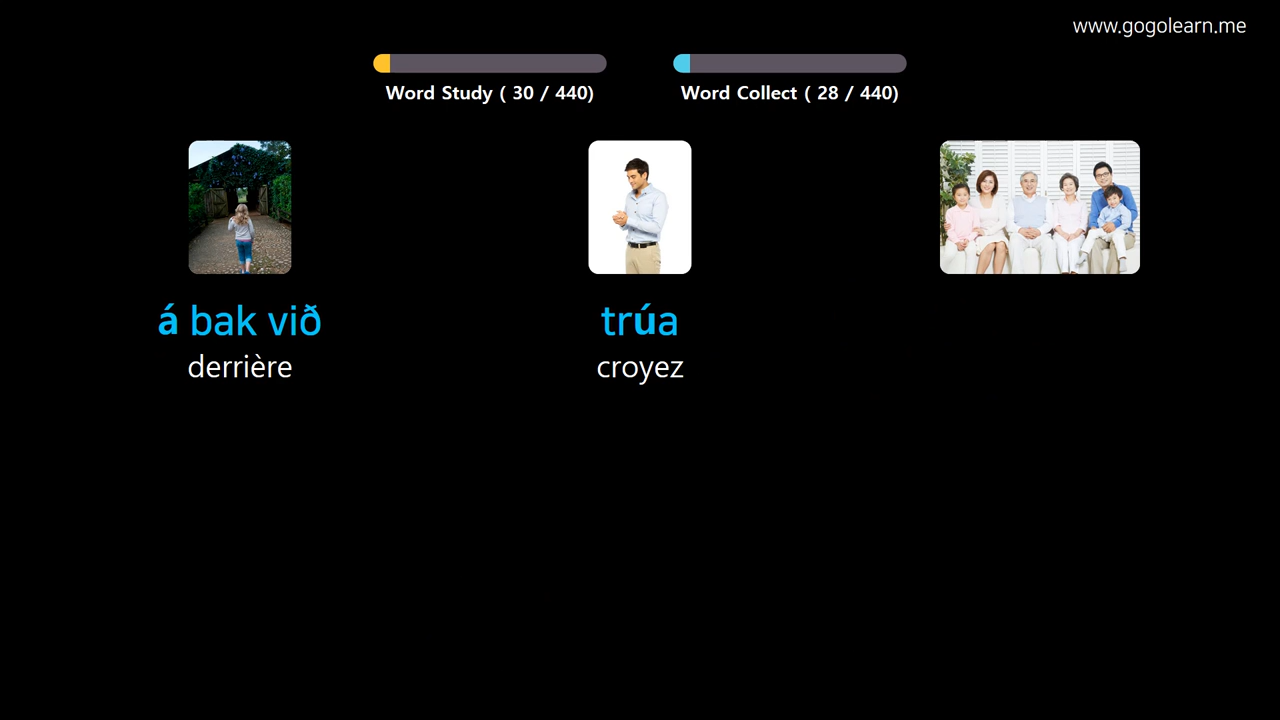 www.gogolearn.me
Word Study ( 30 / 440)
Word Collect ( 28 / 440)
á bak við
derrière
trúa
croyez